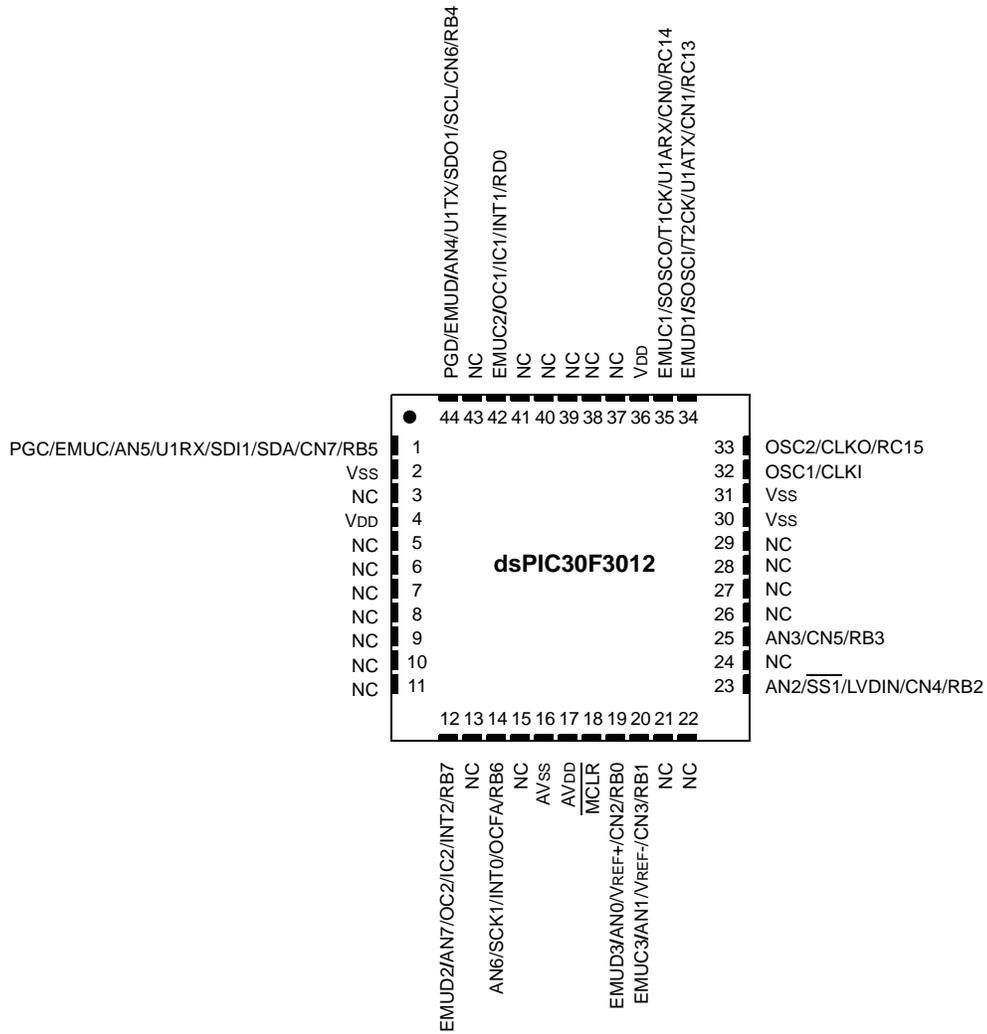 PGD/EMUD/AN4/U1TX/SDO1/SCL/CN6/RB4
NC
EMUC2/OC1/IC1/INT1/RD0
NC
NC
NC
NC
NC
VDD
EMUC1/SOSCO/T1CK/U1ARX/CN0/RC14
EMUD1/SOSCI/T2CK/U1ATX/CN1/RC13
44 43 42 41 40 39 38 37 36 35 34
PGC/EMUC/AN5/U1RX/SDI1/SDA/CN7/RB5 1
VSS 2
NC 3
VDD 4
NC 5
NC 6
NC 7
NC 8
NC 9
NC 10
NC 11
dsPIC30F3012
33 OSC2/CLKO/RC15
32 OSC1/CLKI
31 VSS
30 VSS
29 NC
28 NC
27 NC
26 NC
25 AN3/CN5/RB3
24 NC
23 AN2/SS1/LVDIN/CN4/RB2
12 13 14 15 16 17 18 19 20 21 22
EMUD2/AN7/OC2/IC2/INT2/RB7
NC
AN6/SCK1/INT0/OCFA/RB6
NC
AVSS
AVDD
MCLR
EMUD3/AN0/VREF+/CN2/RB0
EMUC3/AN1/VREF-/CN3/RB1
NC
NC